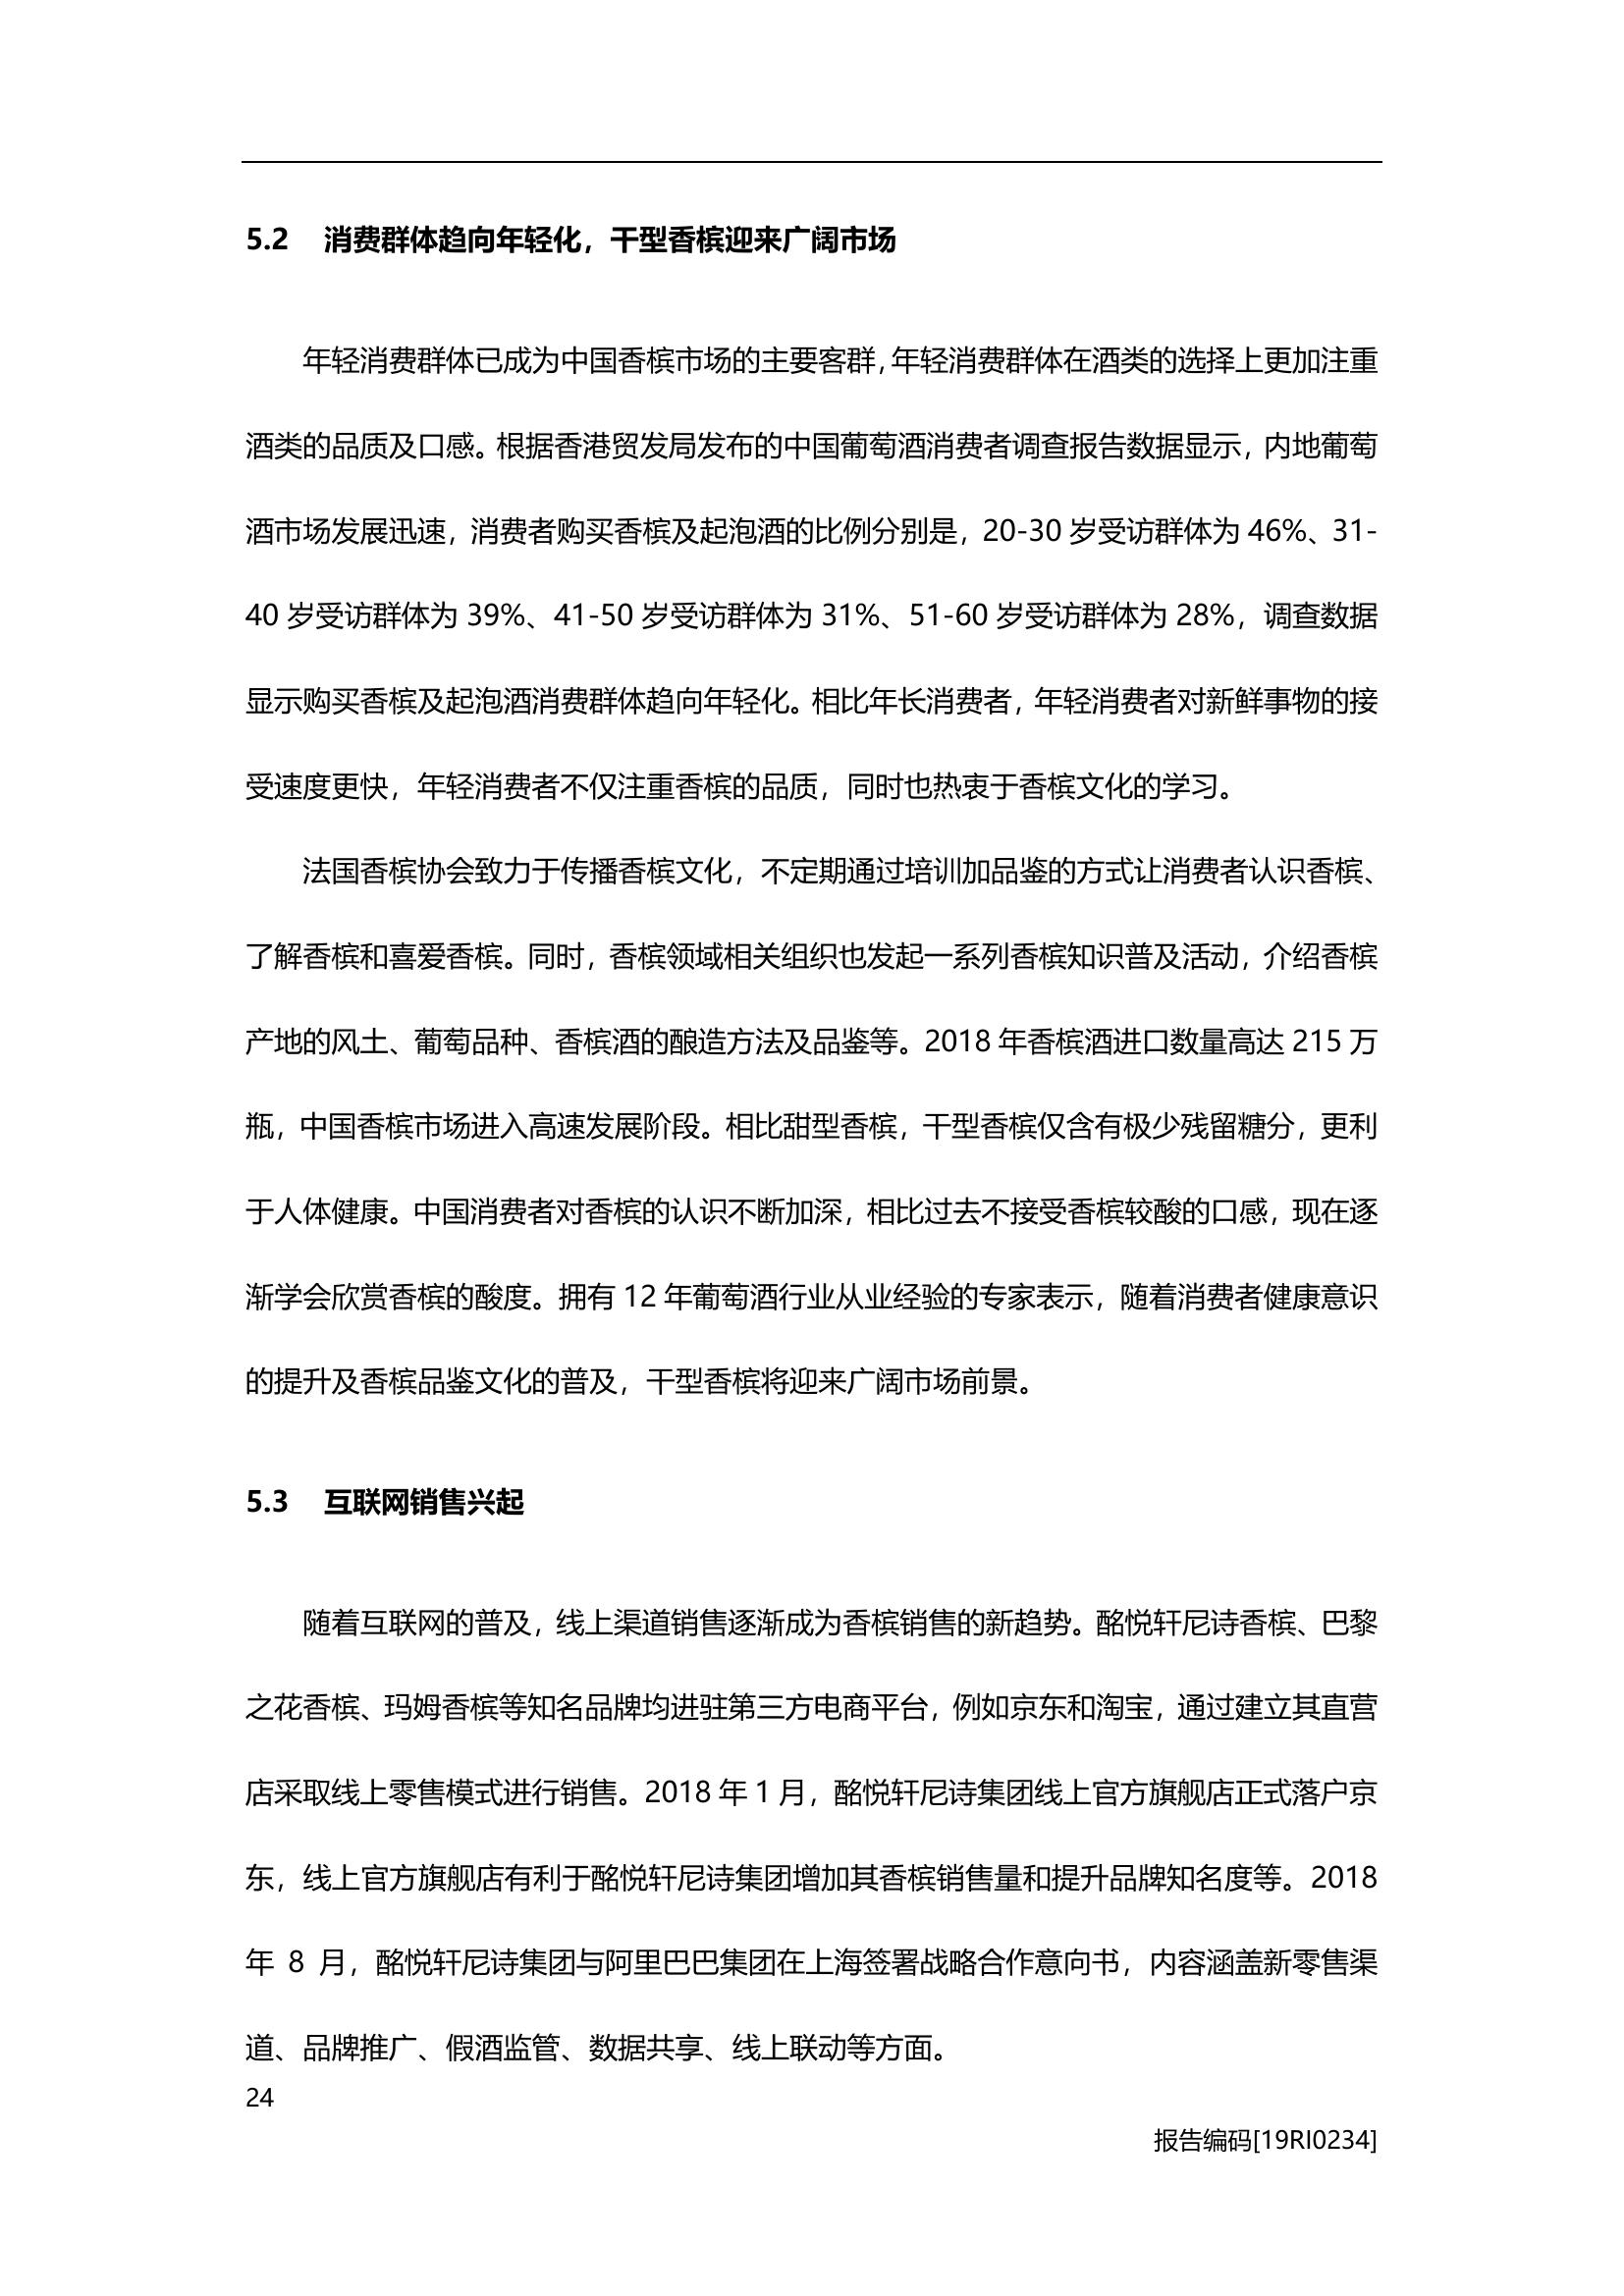 5.2 消费群体趋向年轻化，干型香槟迎来广阔市场
年轻消费群体已成为中国香槟市场的主要客群，年轻消费群体在酒类的选择上更加注重
酒类的品质及口感。根据香港贸发局发布的中国葡萄酒消费者调查报告数据显示，内地葡萄
酒市场发展迅速，消费者购买香槟及起泡酒的比例分别是，20-30 岁受访群体为 46%、31-
40 岁受访群体为 39%、41-50 岁受访群体为 31%、51-60 岁受访群体为 28%，调查数据
显示购买香槟及起泡酒消费群体趋向年轻化。相比年长消费者，年轻消费者对新鲜事物的接
受速度更快，年轻消费者不仅注重香槟的品质，同时也热衷于香槟文化的学习。
法国香槟协会致力于传播香槟文化，不定期通过培训加品鉴的方式让消费者认识香槟、
了解香槟和喜爱香槟。同时，香槟领域相关组织也发起一系列香槟知识普及活动，介绍香槟
产地的风土、葡萄品种、香槟酒的酿造方法及品鉴等。2018 年香槟酒进口数量高达 215 万
瓶，中国香槟市场进入高速发展阶段。相比甜型香槟，干型香槟仅含有极少残留糖分，更利
于人体健康。中国消费者对香槟的认识不断加深，相比过去不接受香槟较酸的口感，现在逐
渐学会欣赏香槟的酸度。拥有 12 年葡萄酒行业从业经验的专家表示，随着消费者健康意识
的提升及香槟品鉴文化的普及，干型香槟将迎来广阔市场前景。
5.3 互联网销售兴起
随着互联网的普及，线上渠道销售逐渐成为香槟销售的新趋势。酩悦轩尼诗香槟、巴黎
之花香槟、玛姆香槟等知名品牌均进驻第三方电商平台，例如京东和淘宝，通过建立其直营
店采取线上零售模式进行销售。2018 年 1 月，酩悦轩尼诗集团线上官方旗舰店正式落户京
东，线上官方旗舰店有利于酩悦轩尼诗集团增加其香槟销售量和提升品牌知名度等。2018
年 8 月，酩悦轩尼诗集团与阿里巴巴集团在上海签署战略合作意向书，内容涵盖新零售渠
道、品牌推广、假酒监管、数据共享、线上联动等方面。
24
报告编码[19RI0234]